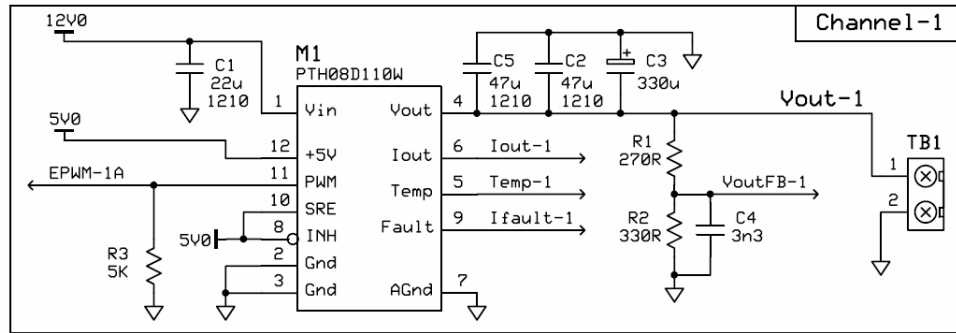 Channel-1
12V0
C1
22u
1210
M1
PTH08D110W
C5
47u
1210
C2
47u
1210
+
C3
330u
1 Vin
Vout 4
Vout-1
5V0
12 +5V
Iout 6 Iout-1
R1
270R
TB1
1
2
EPWM-1A
11 PWM
Temp 5 Temp-1
VoutFB-1
10 SRE
Fault 9 Ifault-1
R2
330R
C4
3n3
5V0
8 INH
R3
5K
2 Gnd
3 Gnd
AGnd 7